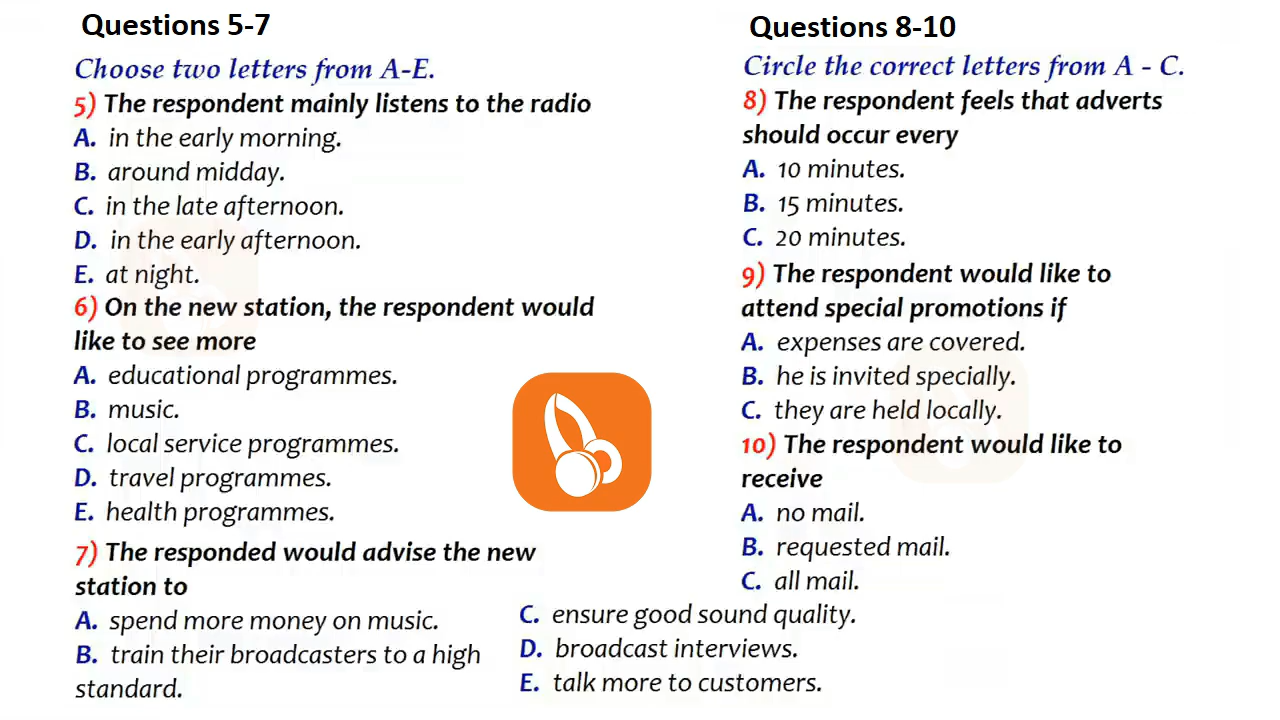 Questions 5-7
Choose two letters from A-E.
5) The respondent mainly listens to the radio
A. in the early morning.
B. around midday.
C. in the late afternoon.
D. in the early afternoon.
E. at night.
6) On the new station, the respondent would
like to see more
A. educational programmes.
B. music.
C. local service programmes.
D. travel programmes.
E. health programmes.
7) The responded would advise the new
station to
A. spend more money on music.
B. train their broadcasters to a high
standard.
C. ensure good sound quality.
D. broadcast interviews.
E. talk more to customers.
Questions 8-10
Circle the correct letters from A - C.
8) The respondent feels that adverts
should occur every
A. 10 minutes.
B. 15 minutes.
C. 20 minutes.
9) The respondent would like to
attend special promotions if
A. expenses are covered.
B. he is invited specially.
C. they are held locally.
10) The respondent would like to
receive
A. no mail.
B. requested mail.
C. all mail.